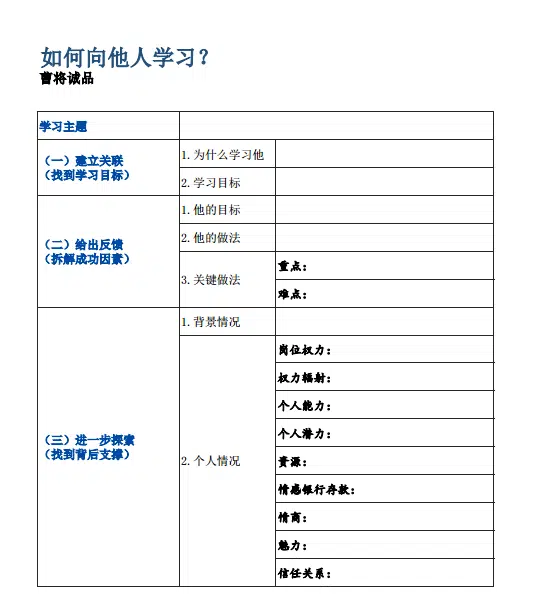 如何向他人学习？
曹将诚品
学习主题
（一）建立关联
（找到学习目标）
1.为什么学习他
2.学习目标
（二）给出反馈
（拆解成功因素）
1.他的目标
2.他的做法
3.关键做法
重点：
难点：
（三）进一步探索
（找到背后支撑）
1.背景情况
2.个人情况
岗位权力：
权力辐射：
个人能力：
个人潜力：
资源：
情感银行存款：
情商：
魅力：
信任关系：